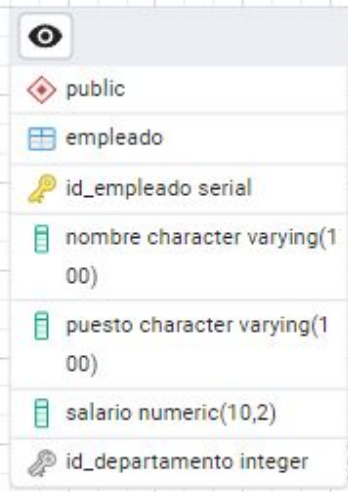 public
empleado
id_empleado serial
nombre character varying(1
00)
puesto character varying(1
00)
salario numeric(10,2)
id_departamento integer